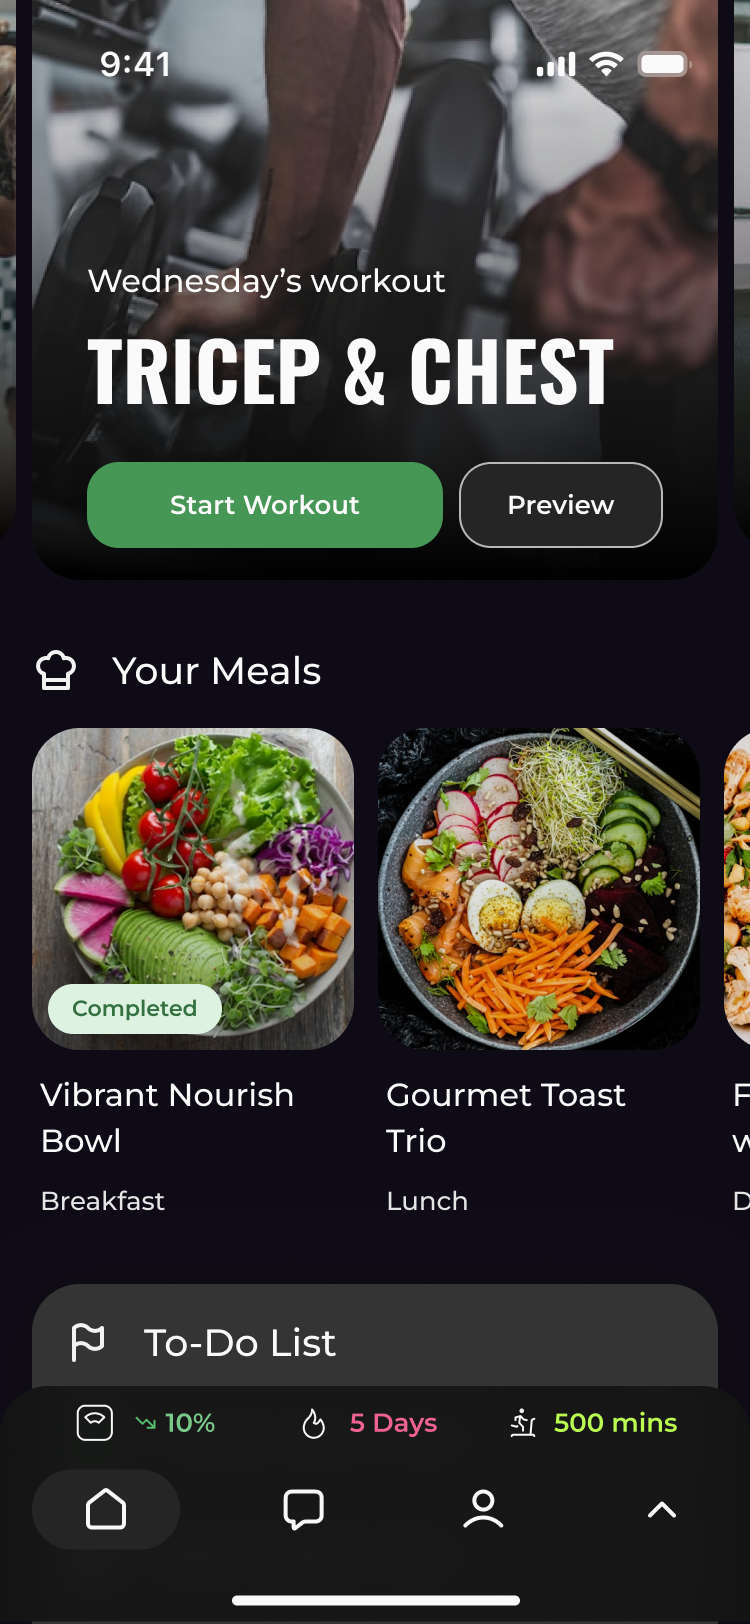 9:41
Wednesday’s workout
TRICEP & CHEST
Start Workout
Preview
Your Meals
Completed
Vibrant Nourish
Bowl
Breakfast
Gourmet Toast
Trio
Lunch
To-Do List
10%
5 Days
500 mins